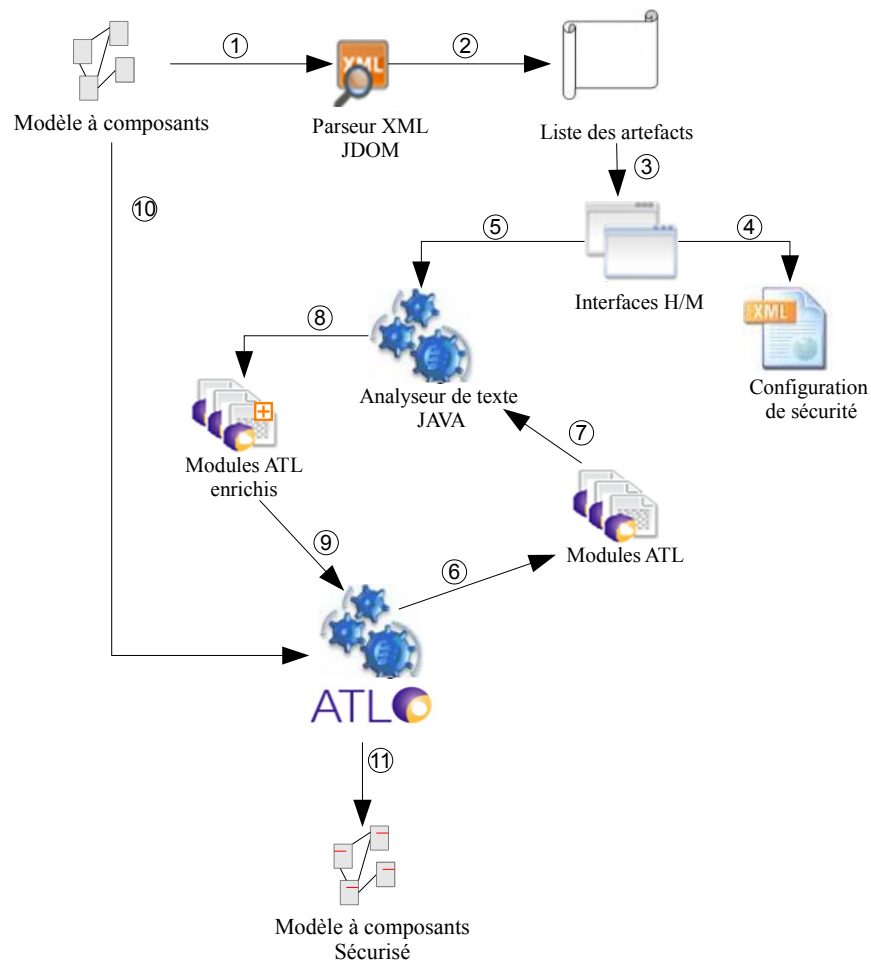 ①
②
XML
Modèle à composants
Parseur XML
JDOM
Liste des artefacts
③
⑩
⑤
④
Interfaces H/M
XML
⑧
Configuration
de sécurité
Analyseur de texte
JAVA
⑦
Modules ATL
enrichis
⑨
⑥
Modules ATL
ATL
⑪
Modèle à composants
Sécurisé